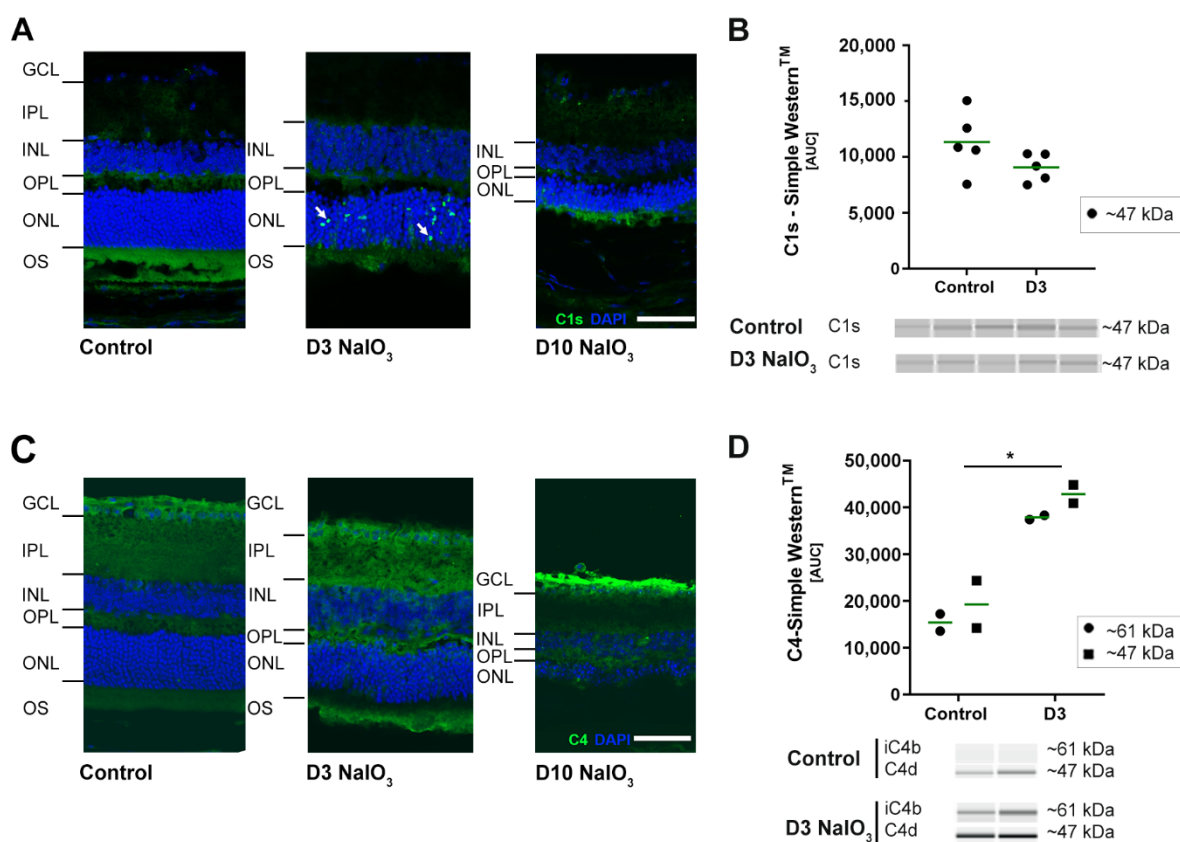 A
GCL
IPL
INL
OPL
ONL
OS
Control
INL
OPL
ONL
OS
D3 NaIO₃
INL
OPL
ONL
C1s DAPI
D10 NaIO₃
B
C1s - Simple Western™
[AUC]
20,000
15,000
10,000
5,000
0
Control D3
~47 kDa
Control C1s ~47 kDa
D3 NaIO₃ C1s ~47 kDa
C
GCL
IPL
INL
OPL
ONL
OS
Control
GCL
IPL
INL
OPL
ONL
OS
D3 NaIO₃
GCL
IPL
INL
OPL
ONL
C4 DAPI
D10 NaIO₃
D
C4-Simple Western™
[AUC]
50,000
40,000
30,000
20,000
10,000
0
*
Control D3
~61 kDa
~47 kDa
Control
iC4b ~61 kDa
C4d ~47 kDa
D3 NaIO₃
iC4b ~61 kDa
C4d ~47 kDa